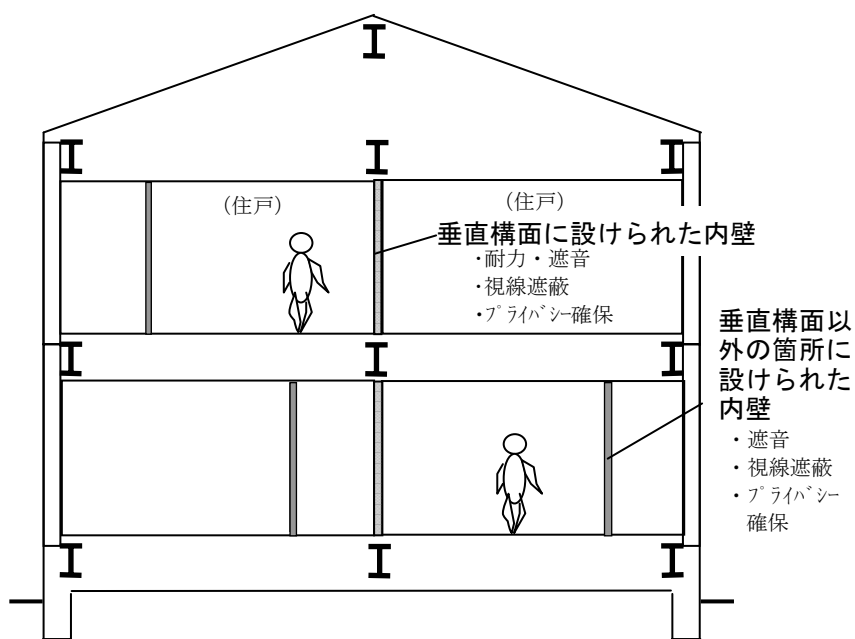 (住戸)
(住戸)
垂直構面に設けられた内壁
・耐力・遮音
・視線遮蔽
・プライバシー確保
垂直構面以
外の箇所に
設けられた
内壁
・遮音
・視線遮蔽
・プライバシー
確保